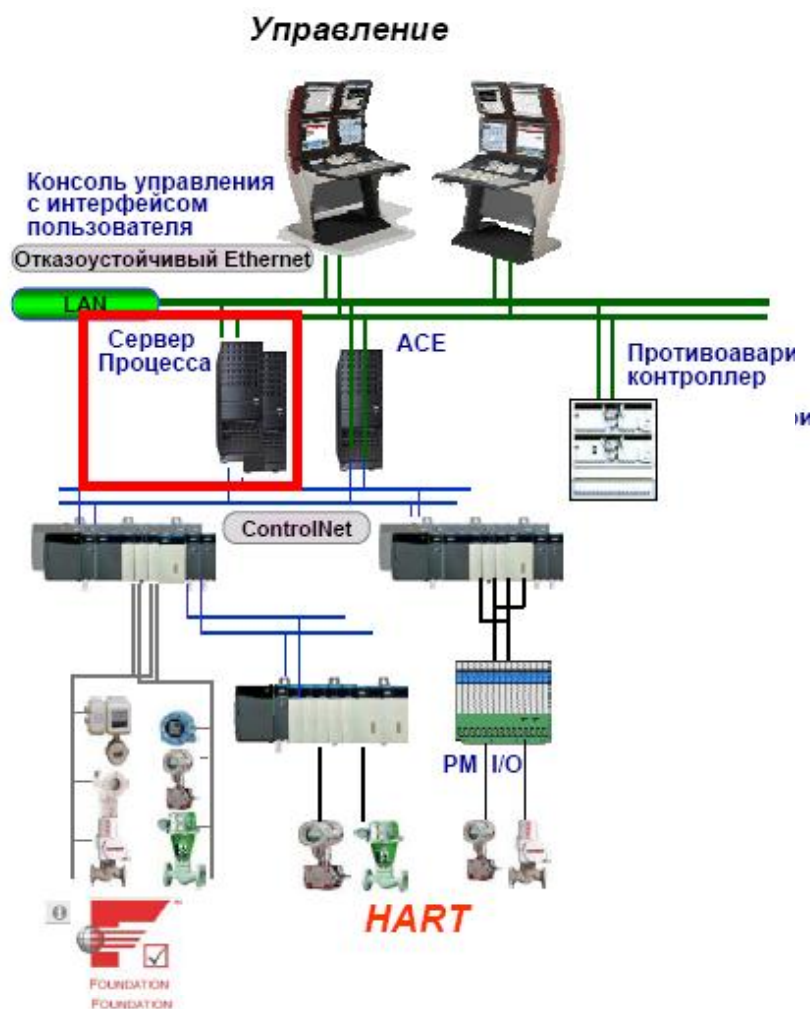 Управление
Консоль управления
с интерфейсом
пользователя
Отказоустойчивый Ethernet
LAN
Сервер
Процесса
ACE
Противоавари
контроллер
ControlNet
PM I/O
HART
FOUNDATION
FOUNDATION